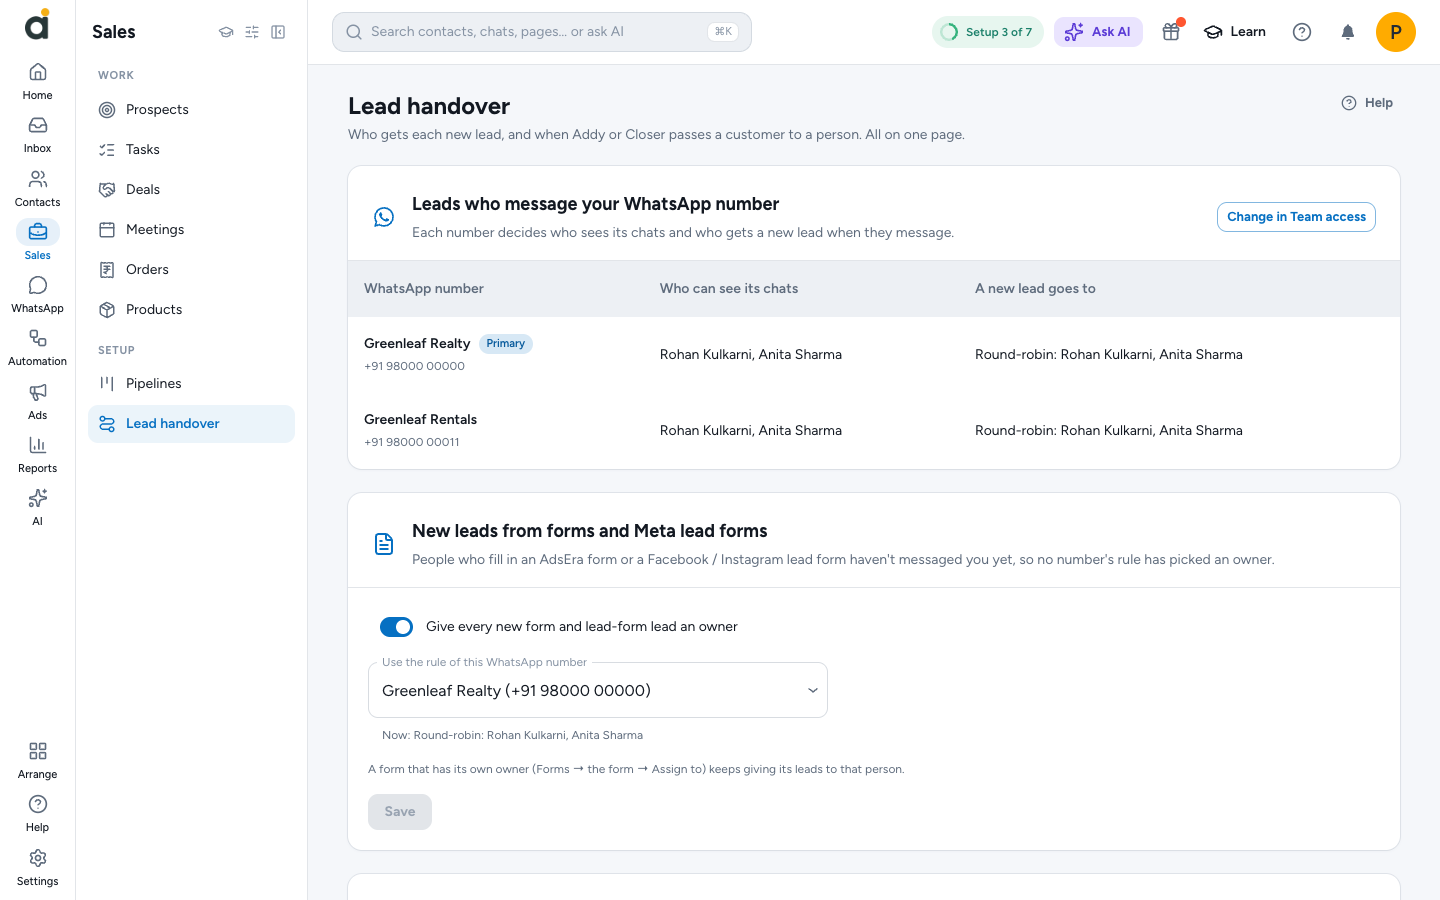 Sales
Search contacts, chats, pages... or ask AI
⌘K
Setup 3 of 7
Ask AI
Learn
P
Home
Inbox
Contacts
Sales
WhatsApp
Automation
Ads
Reports
AI
Arrange
Help
Settings
WORK
Prospects
Tasks
Deals
Meetings
Orders
Products
SETUP
Pipelines
Lead handover
Lead handover
Help
Who gets each new lead, and when Addy or Closer passes a customer to a person. All on one page.
Leads who message your WhatsApp number
Each number decides who sees its chats and who gets a new lead when they message.
Change in Team access
WhatsApp number Who can see its chats A new lead goes to
Greenleaf Realty Primary
+91 98000 00000
Rohan Kulkarni, Anita Sharma Round-robin: Rohan Kulkarni, Anita Sharma
Greenleaf Rentals
+91 98000 00011
Rohan Kulkarni, Anita Sharma Round-robin: Rohan Kulkarni, Anita Sharma
New leads from forms and Meta lead forms
People who fill in an AdsEra form or a Facebook / Instagram lead form haven't messaged you yet, so no number's rule has picked an owner.
Give every new form and lead-form lead an owner
Use the rule of this WhatsApp number
Greenleaf Realty (+91 98000 00000)
Now: Round-robin: Rohan Kulkarni, Anita Sharma
A form that has its own owner (Forms → the form → Assign to) keeps giving its leads to that person.
Save